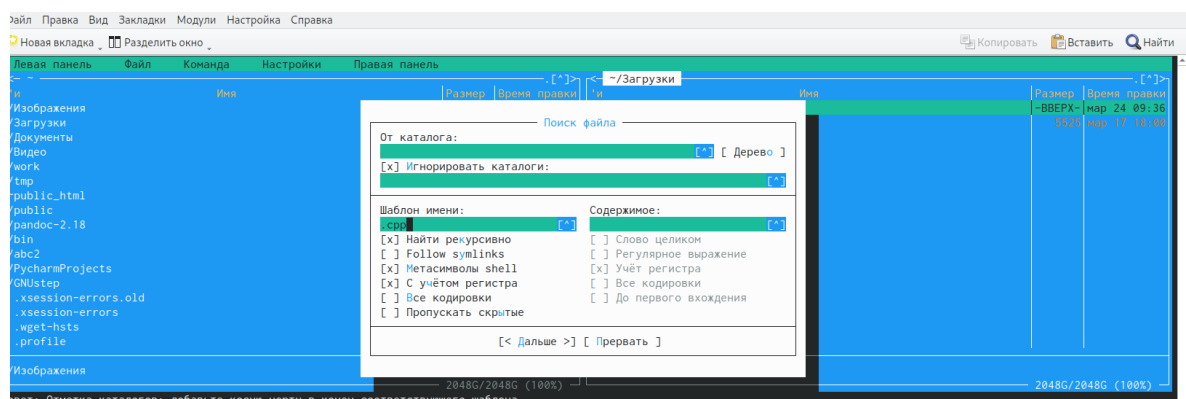 Файл Правка Вид Закладки Модули Настройка Справка
Новая вкладка Разделить окно Копировать Вставить Найти
Левая панель Файл Команда Настройки Правая панель
<— ~ .[^]> <— ~/Загрузки .[^]>
'и Имя Размер Время правки 'и Имя Размер Время правки
/Изображения -ВВЕРХ- мар 24 09:36
/Загрузки 5525 мар 17 18:00
/Документы
/Видео
/work
/tmp
~public_html
/public
/pandoc-2.18
/bin
/abc2
/PycharmProjects
/GNUstep
.xsession-errors.old
.xsession-errors
.wget-hsts
.profile
/Изображения
2048G/2048G (100%) 2048G/2048G (100%)
Поиск файла
От каталога:
[^] [ Дерево ]
[x] Игнорировать каталоги:
[^]
Шаблон имени: Содержимое:
.cpp [^] [^]
[x] Найти рекурсивно [ ] Слово целиком
[ ] Follow symlinks [ ] Регулярное выражение
[x] Метасимволы shell [x] Учёт регистра
[x] С учётом регистра [ ] Все кодировки
[ ] Все кодировки [ ] До первого вхождения
[ ] Пропускать скрытые
[< Дальше >] [ Прервать ]